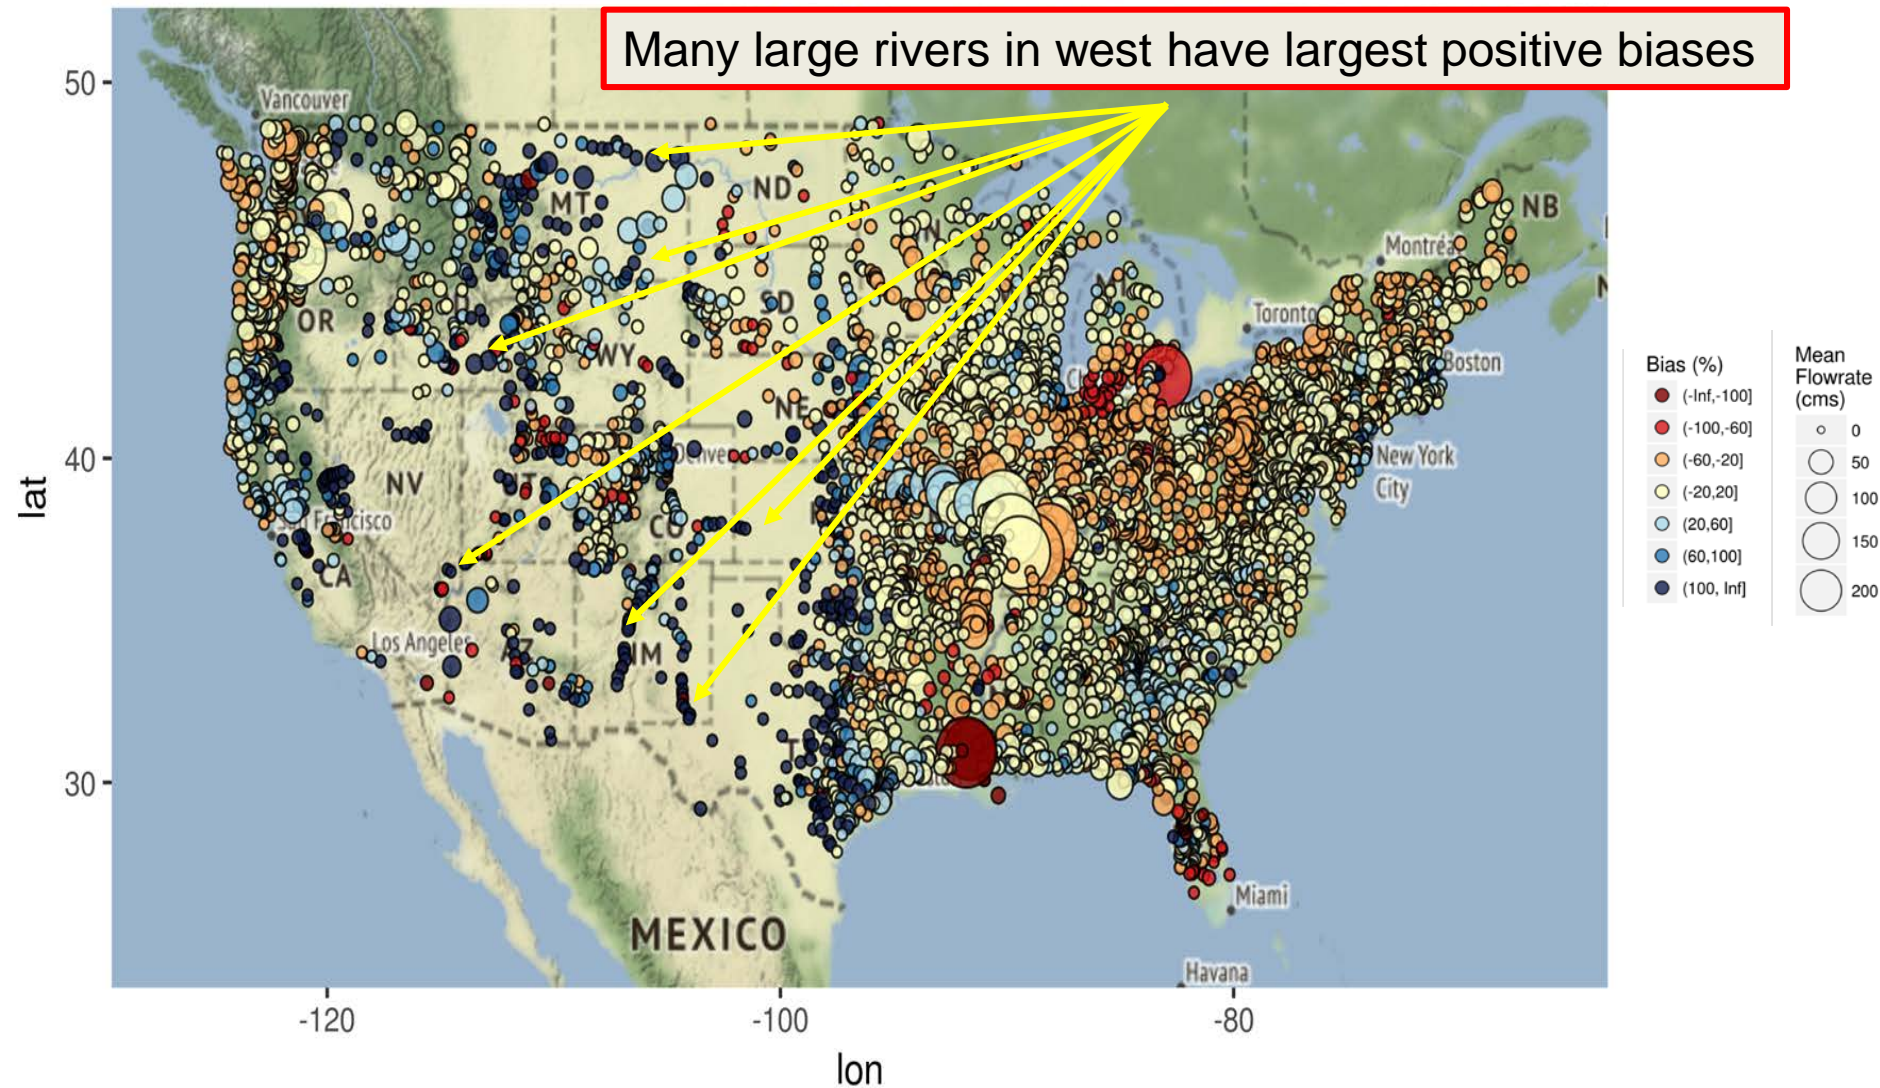 Many large rivers in west have largest positive biases
50
40
30
lat
-120
-100
-80
lon
Vancouver
MT
ND
NB
Montréa
OR
SD
Toronto
WY
Boston
NE
Denve
NV
New York
City
San Francisco
CO
CA
Los Angeles
AZ
NM
MEXICO
Miami
Havana
Bias (%)
(-Inf,-100]
(-100,-60]
(-60,-20]
(-20,20]
(20,60]
(60,100]
(100, Inf]
Mean
Flowrate
(cms)
0
50
100
150
200